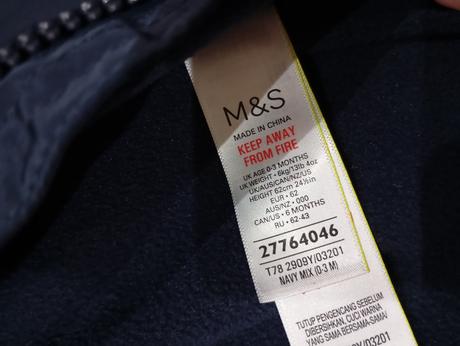 M&S
MADE IN CHINA
KEEP AWAY
FROM FIRE
UK AGE 0-3 MONTHS
UK WEIGHT • 6kg/13lb 4oz
UK/AUS/CAN/NZ/US
HEIGHT 62cm 24½in
EUR • 62
AUS/NZ • 000
CAN/US • 6 MONTHS
RU • 62-43
27764046
T78 2909Y/03201
NAVY MIX (0-3 M)
TUTUP PENGENCANG SEBELUM
DIBERSIHKAN. CUCI WARNA
YANG SAMA BERSAMA-SAMA/
/03201